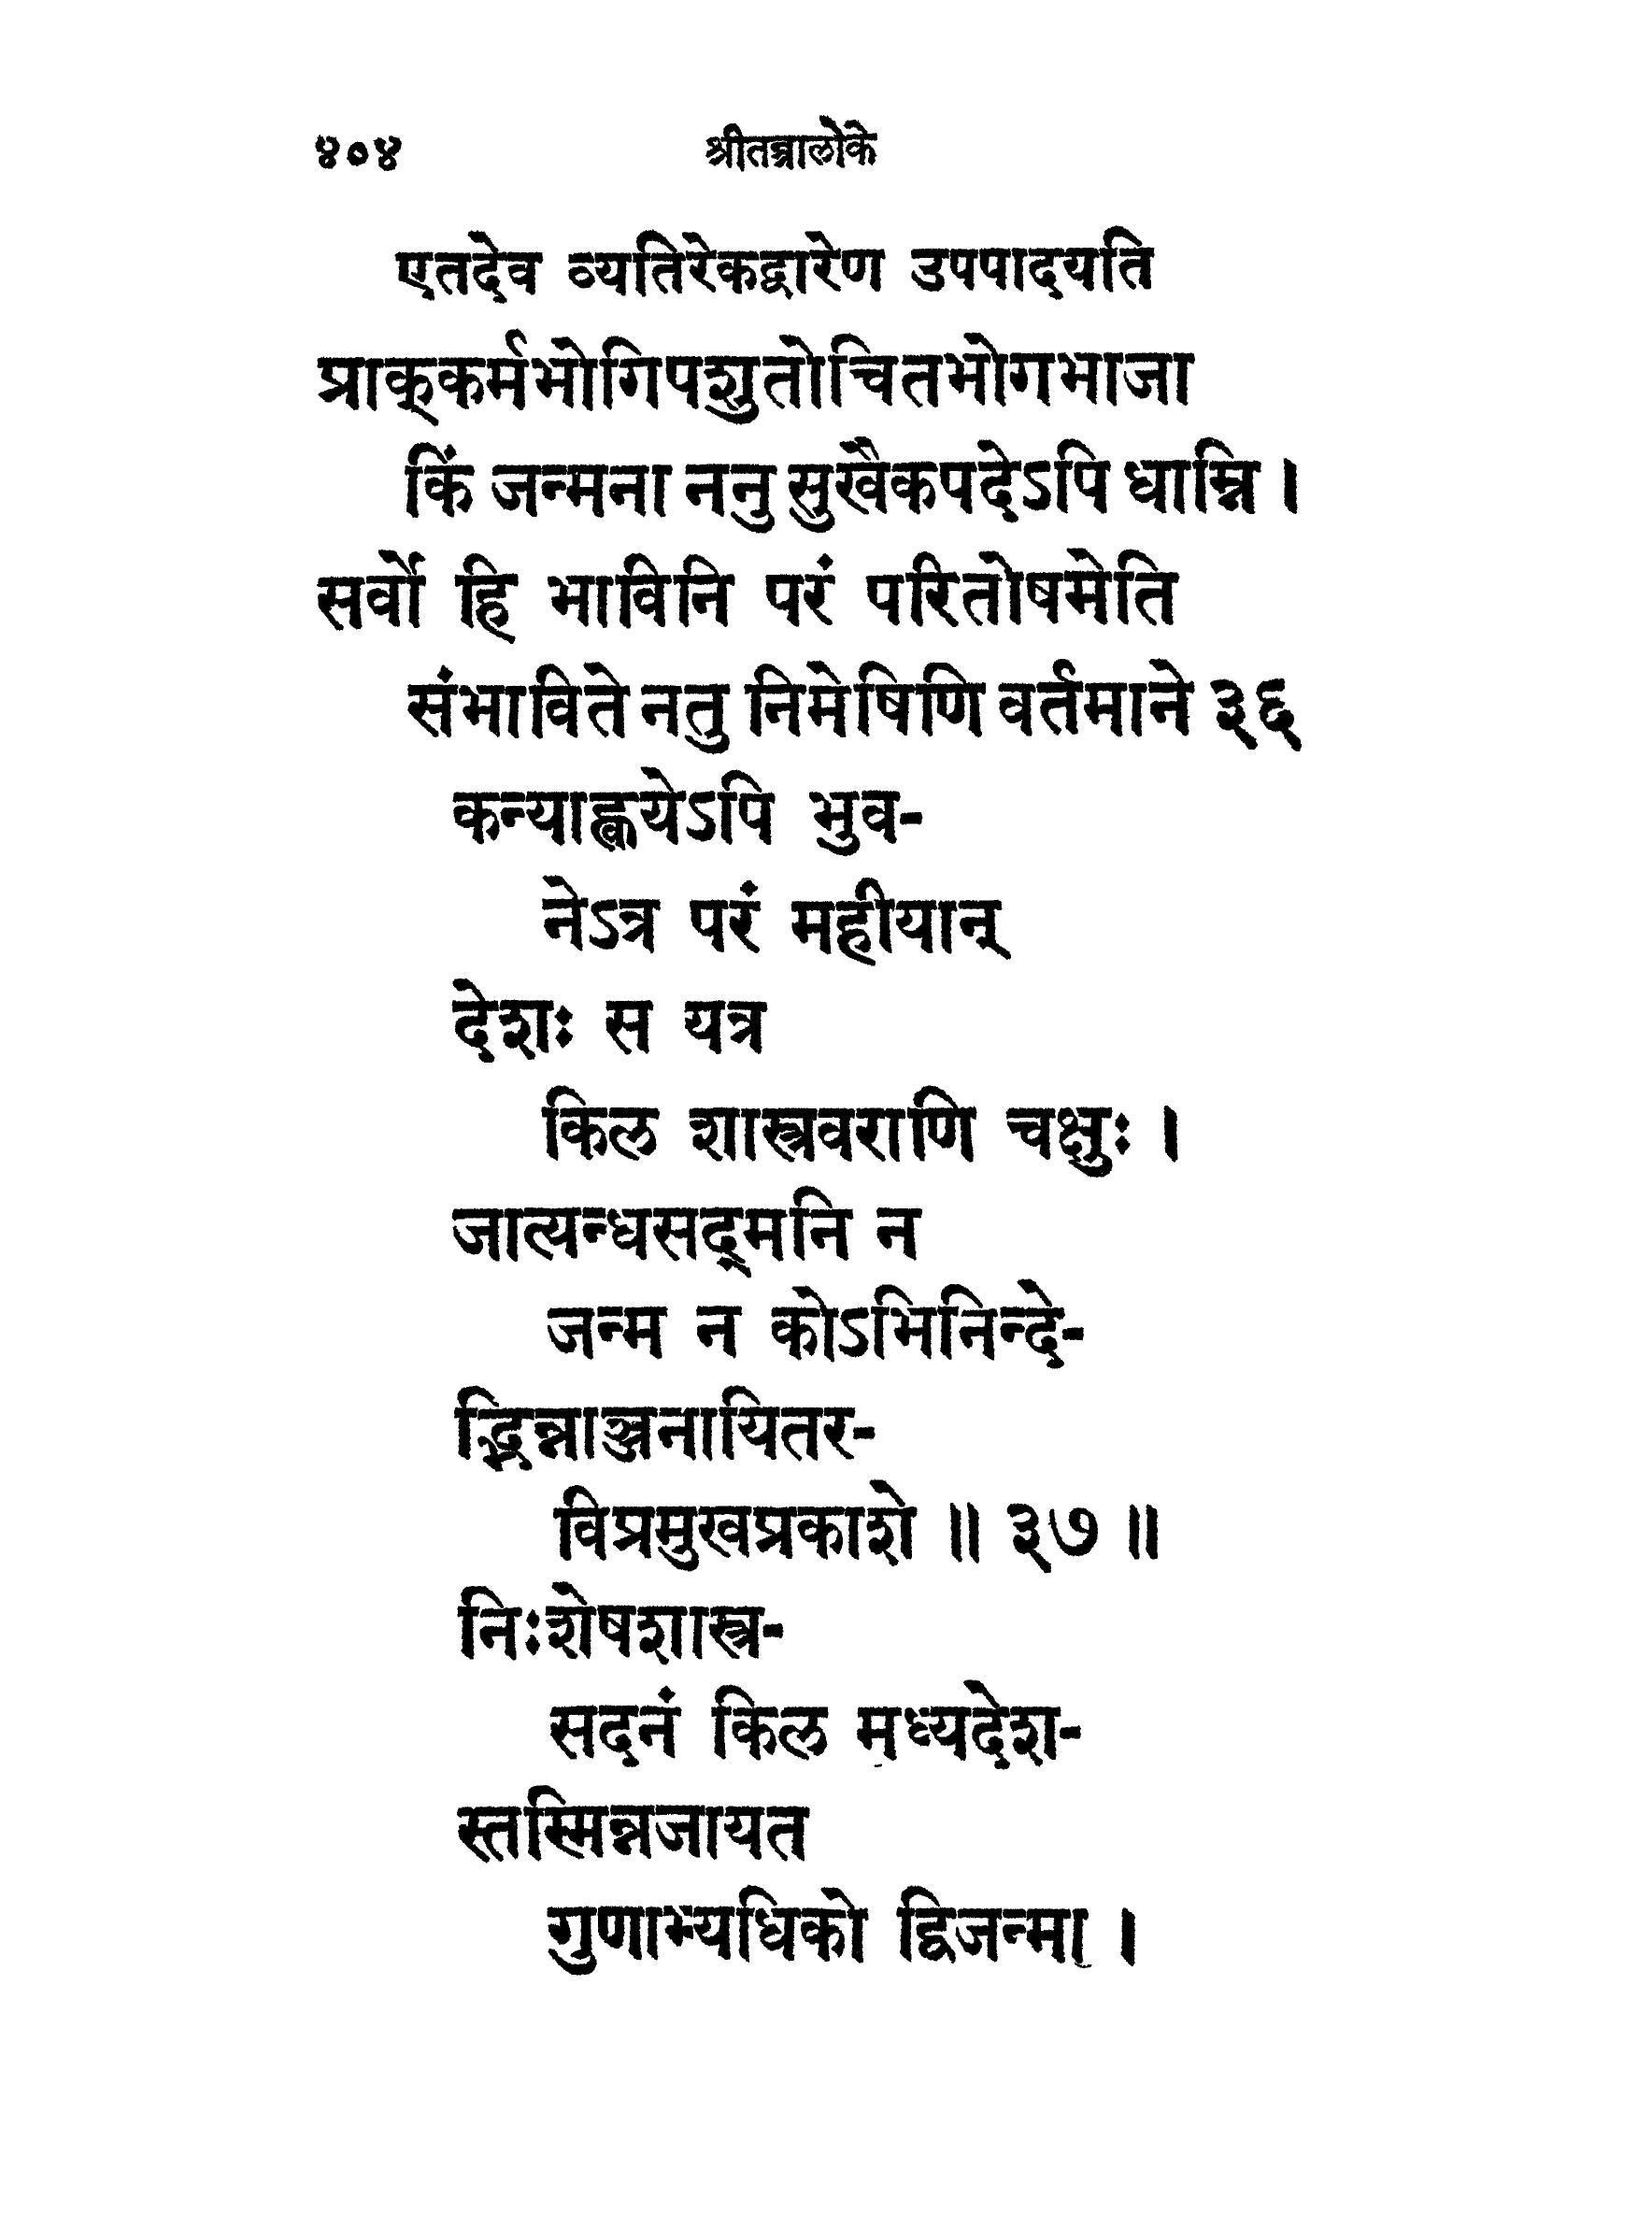 ४०४ श्रीतन्त्रालोके
एतदेव व्यतिरेकद्वारेण उपपादयति
प्राक्कर्मभोगिपशुतोचितभोगभाजा
किं जन्मना ननु सुखैकपदेऽपि धाम्नि ।
सर्वो हि भाविनि परं परितोषमेति
संभाविते नतु निमेषिणि वर्तमाने ३६
कन्याह्वयेऽपि भुव-
नेऽत्र परं महीयान्
देशः स यत्र
किल शास्त्रवराणि चक्षुः ।
जात्यन्धसद्मनि न
जन्म न कोऽभिनिन्दे-
द्भिन्नाञ्जनायितर-
विप्रमुखप्रकाशे ॥ ३७ ॥
निःशेषशास्त्र-
सदनं किल मध्यदेश-
स्तस्मिन्नजायत
गुणाभ्यधिको द्विजन्मा ।